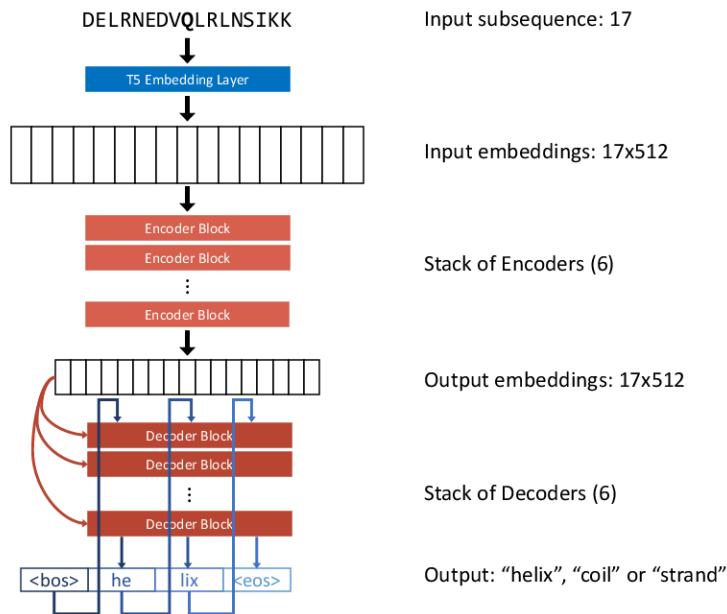 DELRNEDVQLRLNSIKK
Input subsequence: 17
T5 Embedding Layer
Input embeddings: 17x512
Encoder Block
Encoder Block
⋮
Encoder Block
Stack of Encoders (6)
Output embeddings: 17x512
Decoder Block
Decoder Block
⋮
Decoder Block
Stack of Decoders (6)
<bos> he lix <eos>
Output: “helix”, “coil” or “strand”